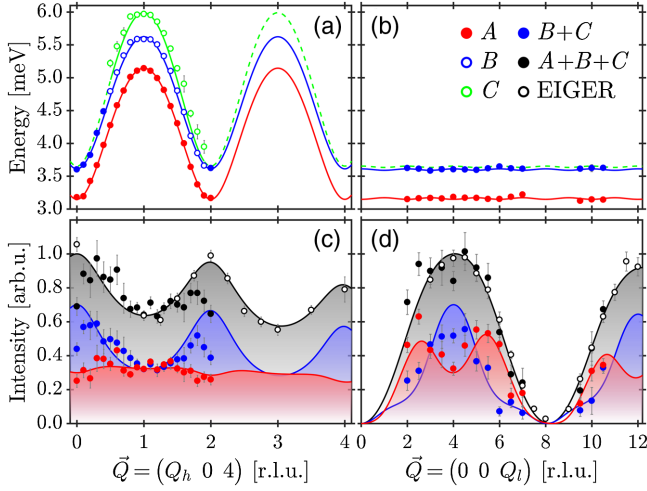 (a)
Energy [meV]
6.0
5.5
5.0
4.5
4.0
3.5
3.0
(b)
A
B
C
B+C
A+B+C
EIGER
(c)
Intensity [arb.u.]
1.0
0.8
0.6
0.4
0.2
0.0
0 1 2 3 4
Q⃗=(Q_h 0 4) [r.l.u.]
(d)
0 2 4 6 8 10 12
Q⃗=(0 0 Q_l) [r.l.u.]